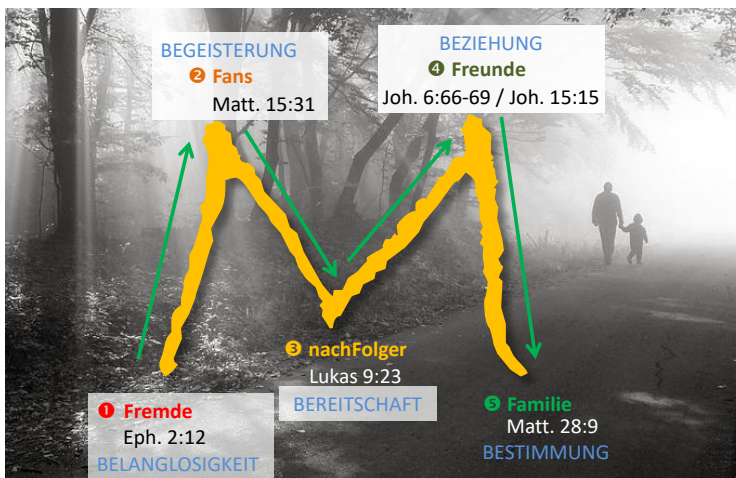 BEGEISTERUNG
❷ Fans
Matt. 15:31
BEZIEHUNG
❹ Freunde
Joh. 6:66-69 / Joh. 15:15
❸ nachFolger
Lukas 9:23
BEREITSCHAFT
❶ Fremde
Eph. 2:12
BELANGLOSIGKEIT
❺ Familie
Matt. 28:9
BESTIMMUNG